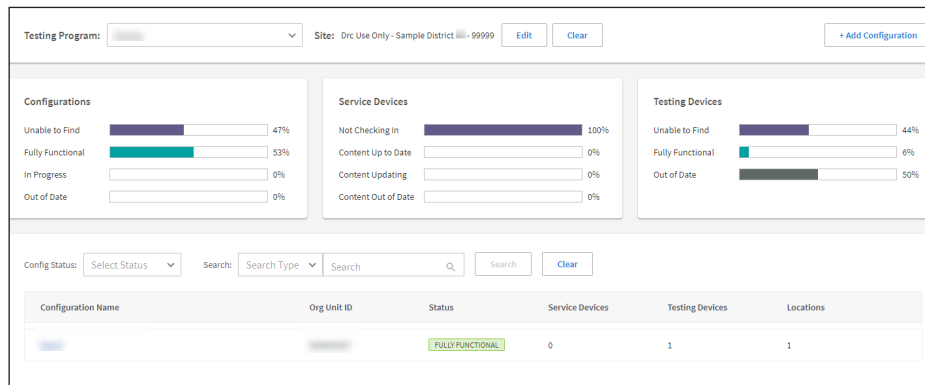 Testing Program: Site: Drc Use Only - Sample District - 99999 Edit Clear + Add Configuration
Configurations
Unable to Find 47%
Fully Functional 53%
In Progress 0%
Out of Date 0%
Service Devices
Not Checking In 100%
Content Up to Date 0%
Content Updating 0%
Content Out of Date 0%
Testing Devices
Unable to Find 44%
Fully Functional 6%
Out of Date 50%
Config Status: Select Status Search: Search Type Search Search Clear
Configuration Name Org Unit ID Status Service Devices Testing Devices Locations
FULLY FUNCTIONAL 0 1 1